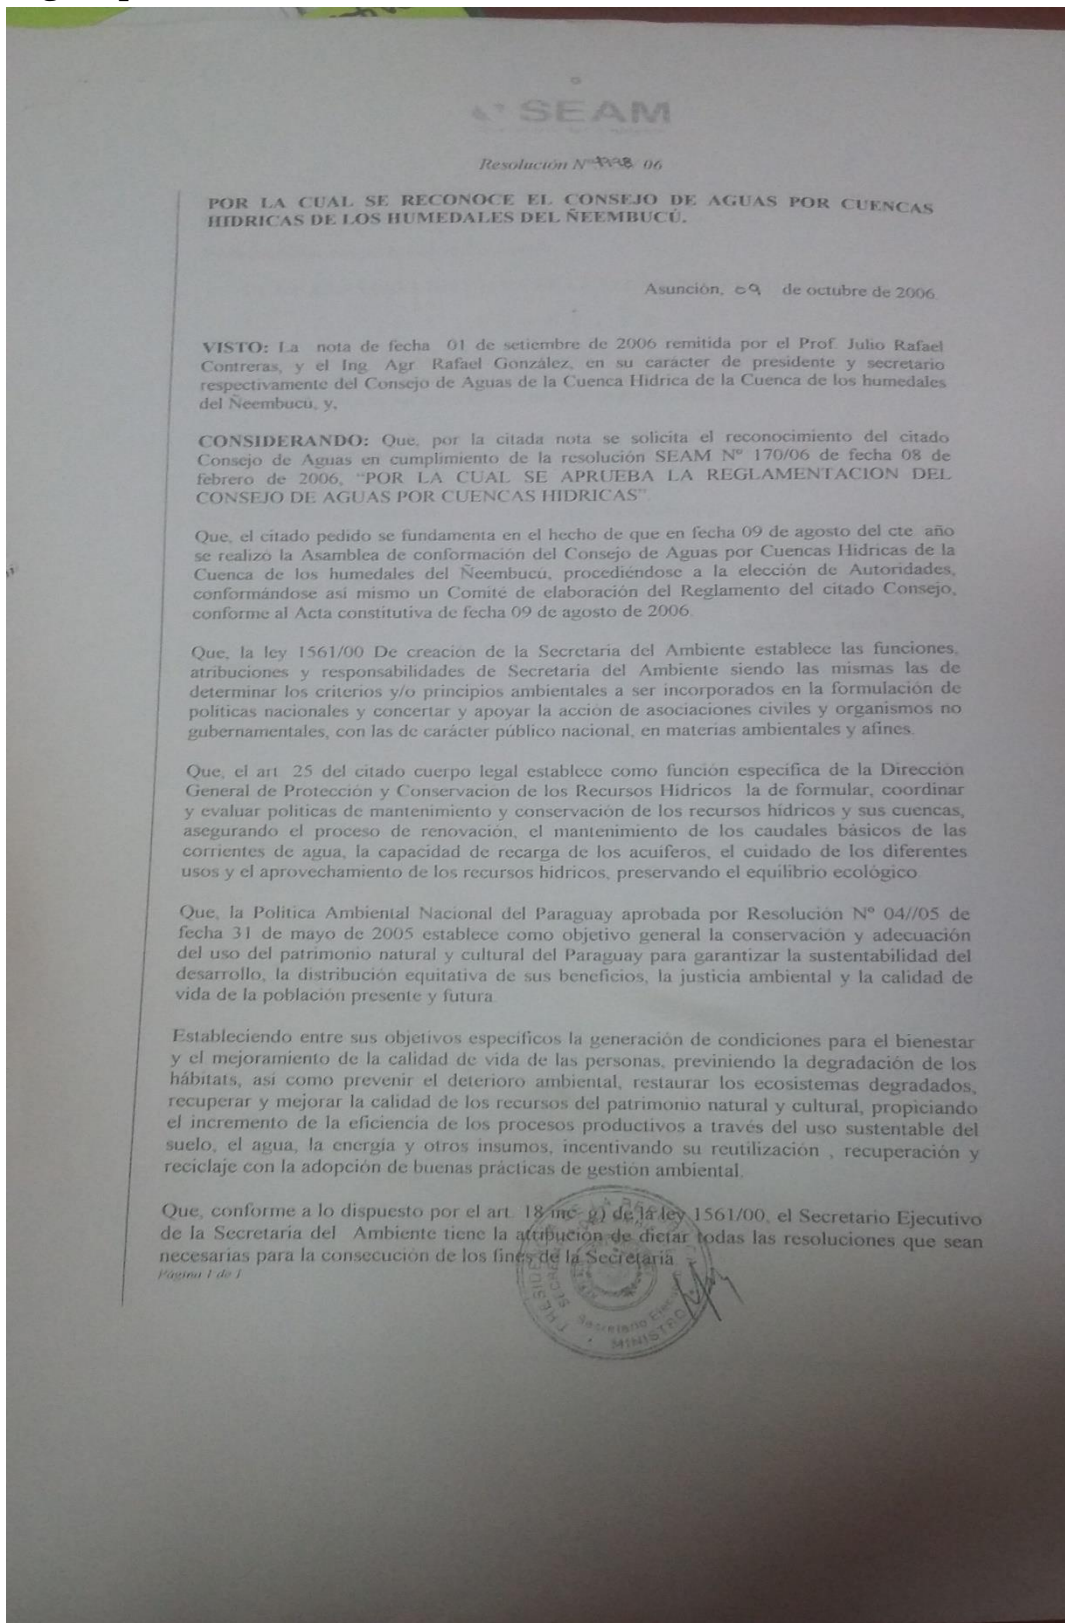 SEAM
Resolución Nº 06
POR LA CUAL SE RECONOCE EL CONSEJO DE AGUAS POR CUENCAS
HIDRICAS DE LOS HUMEDALES DEL ÑEEMBUCÚ.
Asunción, 09 de octubre de 2006.
VISTO: La nota de fecha 01 de setiembre de 2006 remitida por el Prof. Julio Rafael
Contreras, y el Ing. Agr. Rafael González, en su carácter de presidente y secretario
respectivamente del Consejo de Aguas de la Cuenca Hídrica de la Cuenca de los humedales
del Ñeembucú, y,
CONSIDERANDO: Que, por la citada nota se solicita el reconocimiento del citado
Consejo de Aguas en cumplimiento de la resolución SEAM Nº 170/06 de fecha 08 de
febrero de 2006, "POR LA CUAL SE APRUEBA LA REGLAMENTACION DEL
CONSEJO DE AGUAS POR CUENCAS HIDRICAS".
Que, el citado pedido se fundamenta en el hecho de que en fecha 09 de agosto del cte. año
se realizó la Asamblea de conformación del Consejo de Aguas por Cuencas Hídricas de la
Cuenca de los humedales del Ñeembucú, procediéndose a la elección de Autoridades,
conformándose así mismo un Comité de elaboración del Reglamento del citado Consejo,
conforme al Acta constitutiva de fecha 09 de agosto de 2006.
Que, la ley 1561/00 De creación de la Secretaría del Ambiente establece las funciones,
atribuciones y responsabilidades de Secretaria del Ambiente siendo las mismas las de
determinar los criterios y/o principios ambientales a ser incorporados en la formulación de
políticas nacionales y concertar y apoyar la acción de asociaciones civiles y organismos no
gubernamentales, con las de carácter público nacional, en materias ambientales y afines.
Que, el art. 25 del citado cuerpo legal establece como función específica de la Dirección
General de Protección y Conservación de los Recursos Hídricos la de formular, coordinar
y evaluar políticas de mantenimiento y conservación de los recursos hídricos y sus cuencas,
asegurando el proceso de renovación, el mantenimiento de los caudales básicos de las
corrientes de agua, la capacidad de recarga de los acuíferos, el cuidado de los diferentes
usos y el aprovechamiento de los recursos hídricos, preservando el equilibrio ecológico.
Que, la Política Ambiental Nacional del Paraguay aprobada por Resolución Nº 04//05 de
fecha 31 de mayo de 2005 establece como objetivo general la conservación y adecuación
del uso del patrimonio natural y cultural del Paraguay para garantizar la sustentabilidad del
desarrollo, la distribución equitativa de sus beneficios, la justicia ambiental y la calidad de
vida de la población presente y futura.
Estableciendo entre sus objetivos específicos la generación de condiciones para el bienestar
y el mejoramiento de la calidad de vida de las personas, previniendo la degradación de los
hábitats, así como prevenir el deterioro ambiental, restaurar los ecosistemas degradados,
recuperar y mejorar la calidad de los recursos del patrimonio natural y cultural, propiciando
el incremento de la eficiencia de los procesos productivos a través del uso sustentable del
suelo, el agua, la energía y otros insumos, incentivando su reutilización , recuperación y
reciclaje con la adopción de buenas prácticas de gestión ambiental.
Que, conforme a lo dispuesto por el art. 18 inc. g) de la ley 1561/00, el Secretario Ejecutivo
de la Secretaria del Ambiente tiene la atribución de dictar todas las resoluciones que sean
necesarias para la consecución de los fines de la Secretaría.
Página 1 de 1